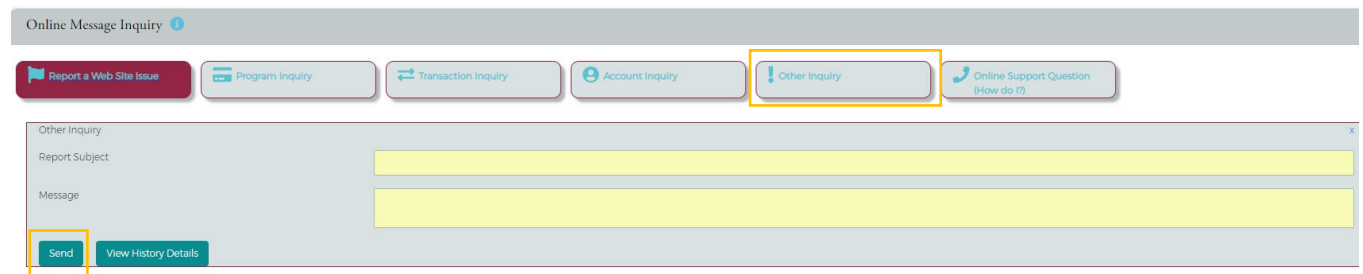 Online Message Inquiry
Report a Web Site Issue
Program Inquiry
Transaction Inquiry
Account Inquiry
Other Inquiry
Online Support Question
(How do I?)
Other Inquiry
x
Report Subject
Message
Send
View History Details